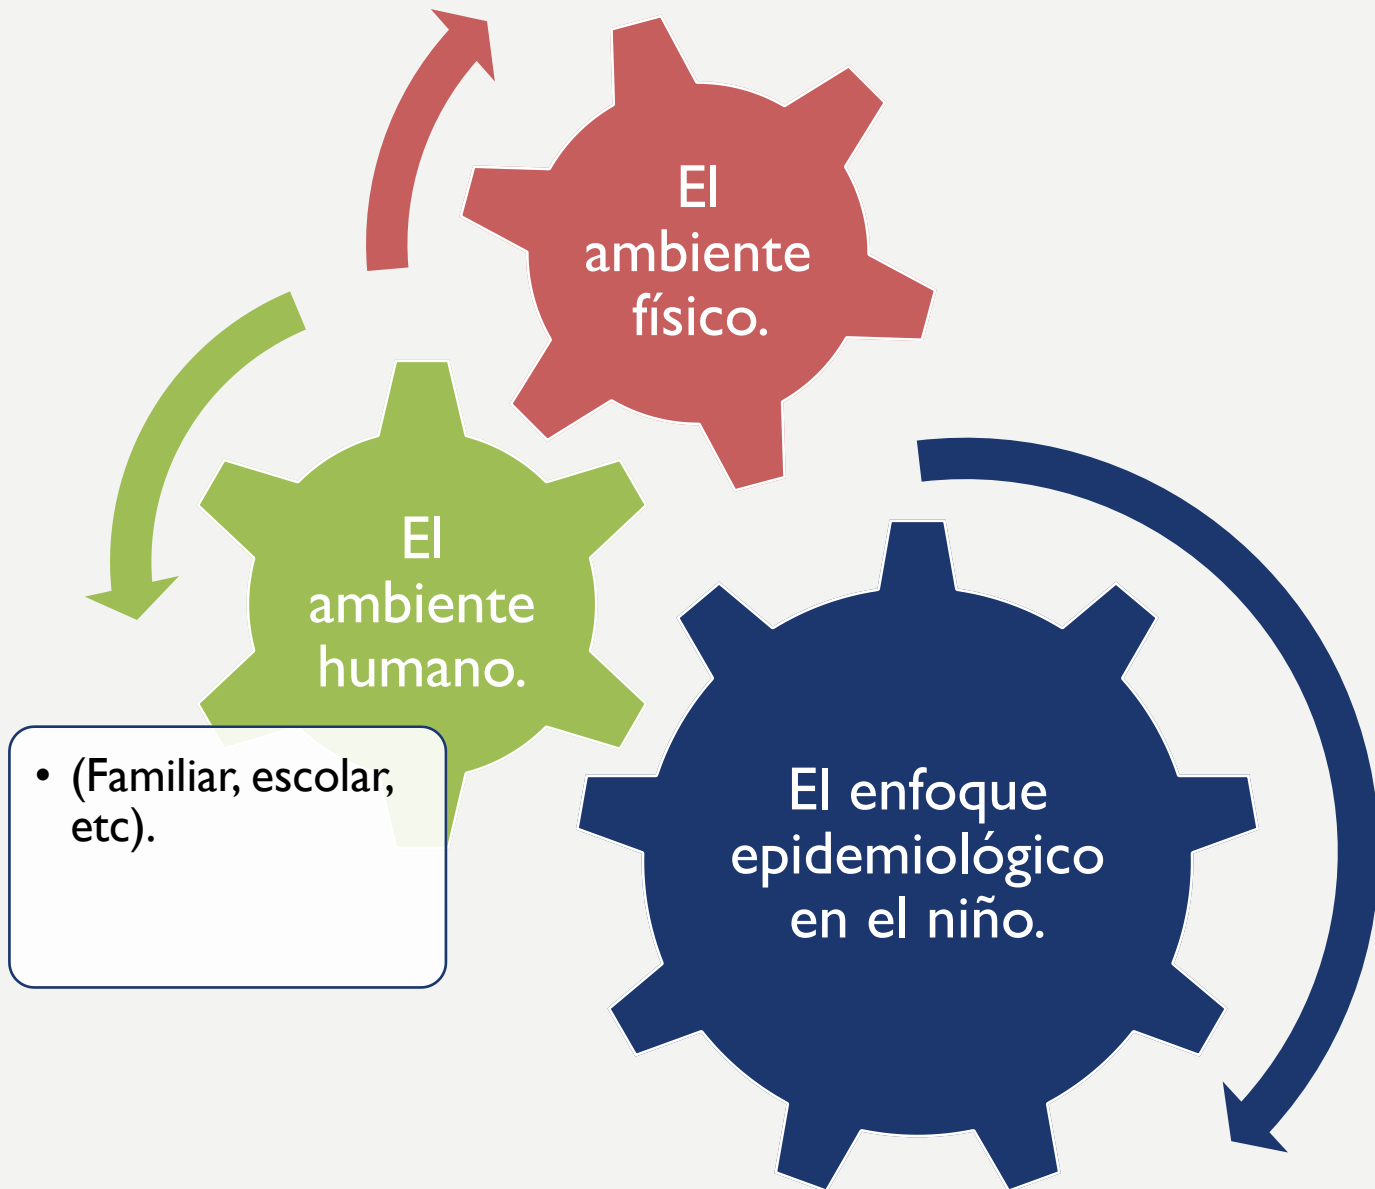 El
ambiente
físico.
El
ambiente
humano.
• (Familiar, escolar,
etc).
El enfoque
epidemiológico
en el niño.